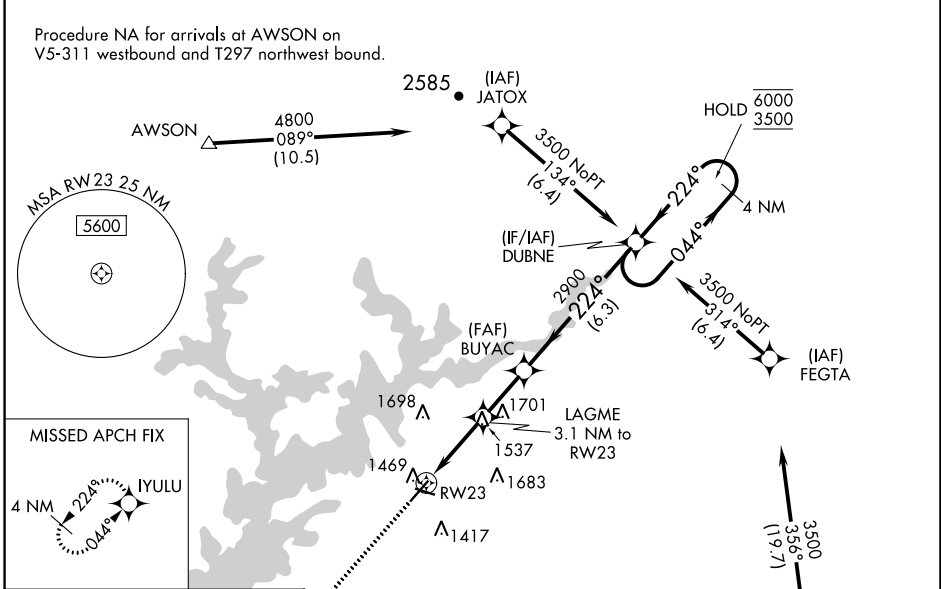 Procedure NA for arrivals at AWSON on
V5-311 westbound and T297 northwest bound.
2585
(IAF)
JATOX
HOLD
6000
3500
AWSON
4800
089°
(10.5)
3500 NoPT
134°
(6.4)
224°
4 NM
044°
MSA RW23 25 NM
5600
(IF/IAF)
DUBNE
2900
224°
(6.3)
3500 NoPT
314°
(6.4)
(IAF)
FEGTA
(FAF)
BUYAC
1698
1701
LAGME
3.1 NM to
RW23
1537
1469
RW23
1683
1417
MISSED APCH FIX
IYULU
4 NM
224°
044°
3500
356°
(19.7)